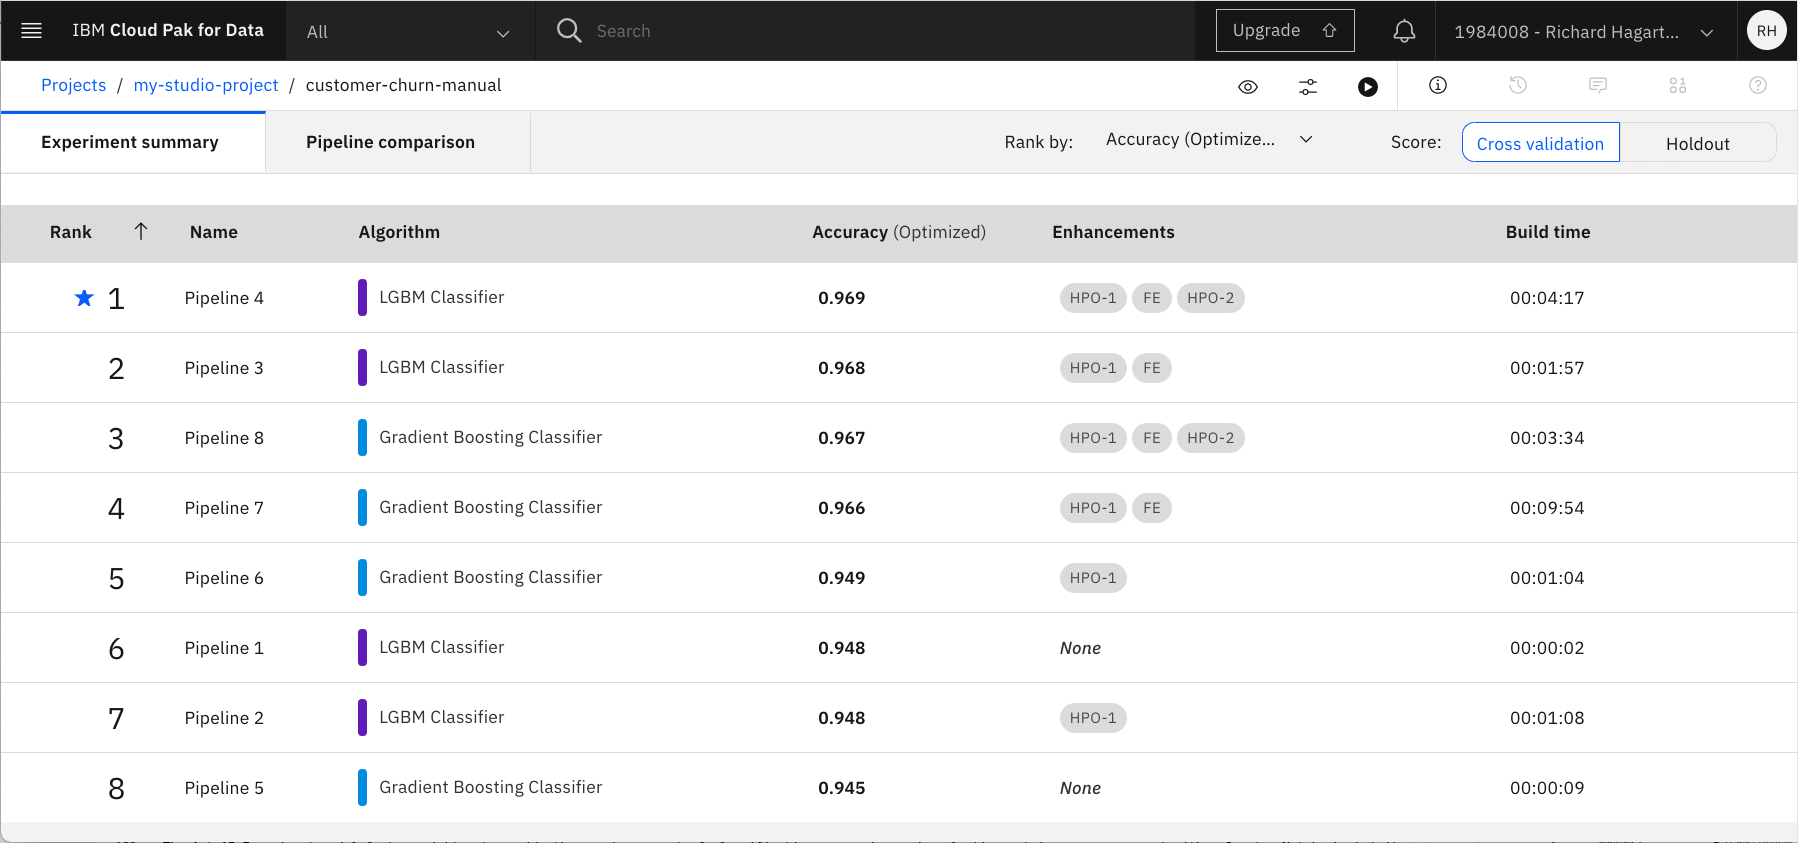 IBM Cloud Pak for Data All Search Upgrade 1984008 - Richard Hagart... RH
Projects / my-studio-project / customer-churn-manual
Experiment summary Pipeline comparison Rank by: Accuracy (Optimize... Score: Cross validation Holdout
Rank Name Algorithm Accuracy (Optimized) Enhancements Build time
1 Pipeline 4 LGBM Classifier 0.969 HPO-1 FE HPO-2 00:04:17
2 Pipeline 3 LGBM Classifier 0.968 HPO-1 FE 00:01:57
3 Pipeline 8 Gradient Boosting Classifier 0.967 HPO-1 FE HPO-2 00:03:34
4 Pipeline 7 Gradient Boosting Classifier 0.966 HPO-1 FE 00:09:54
5 Pipeline 6 Gradient Boosting Classifier 0.949 HPO-1 00:01:04
6 Pipeline 1 LGBM Classifier 0.948 None 00:00:02
7 Pipeline 2 LGBM Classifier 0.948 HPO-1 00:01:08
8 Pipeline 5 Gradient Boosting Classifier 0.945 None 00:00:09